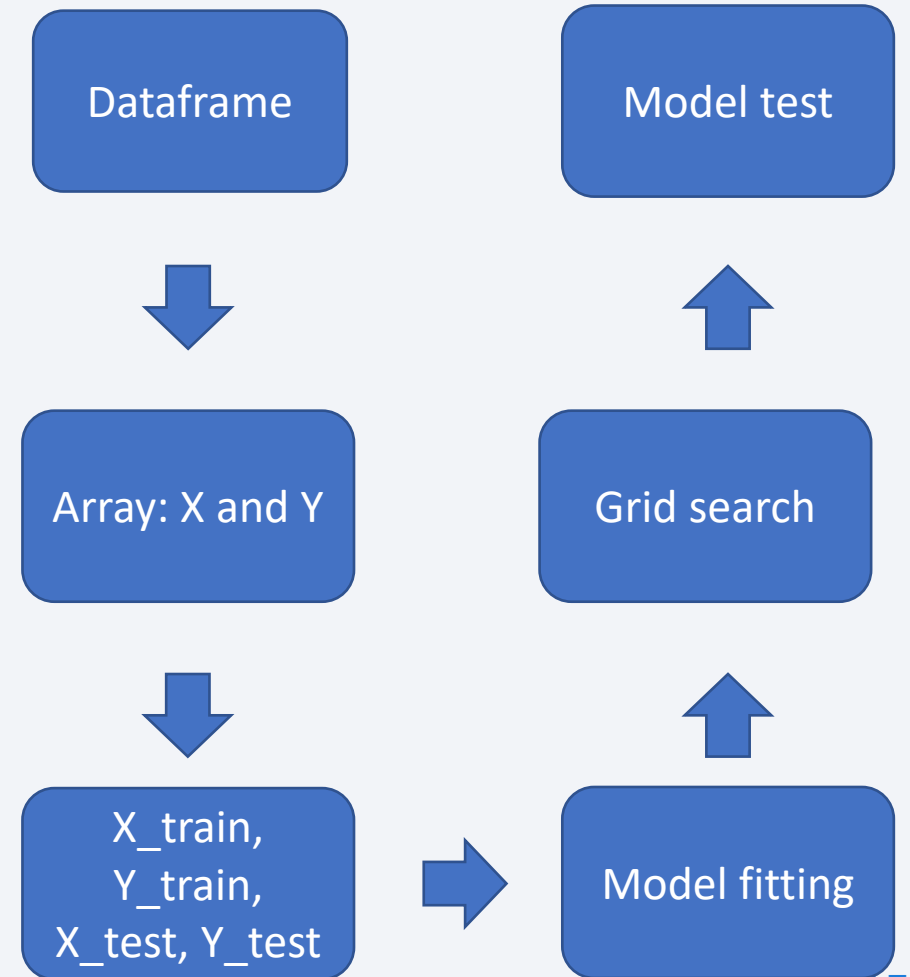 Dataframe
Array: X and Y
X_train,
Y_train,
X_test, Y_test
Model fitting
Grid search
Model test